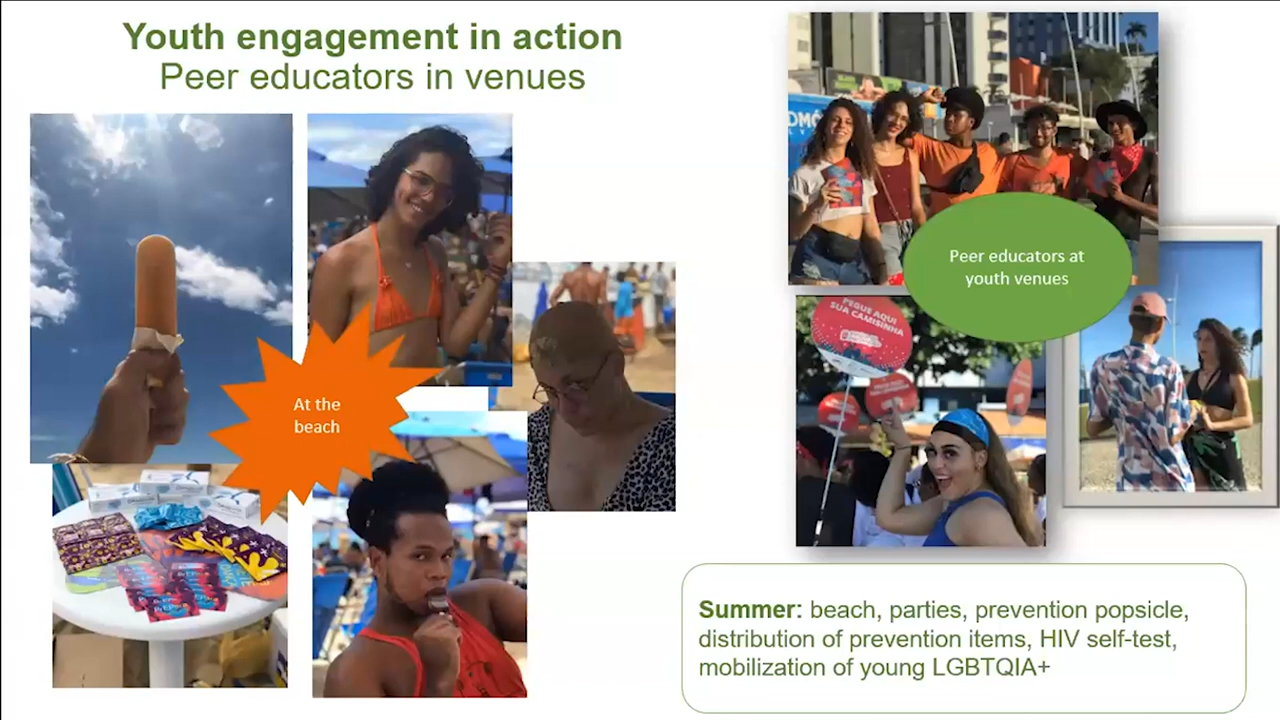 Youth engagement in action
Peer educators in venues
At the
beach
Peer educators at
youth venues
PEGUE AQUI
SUA CAMISINHA
Summer: beach, parties, prevention popsicle,
distribution of prevention items, HIV self-test,
mobilization of young LGBTQIA+